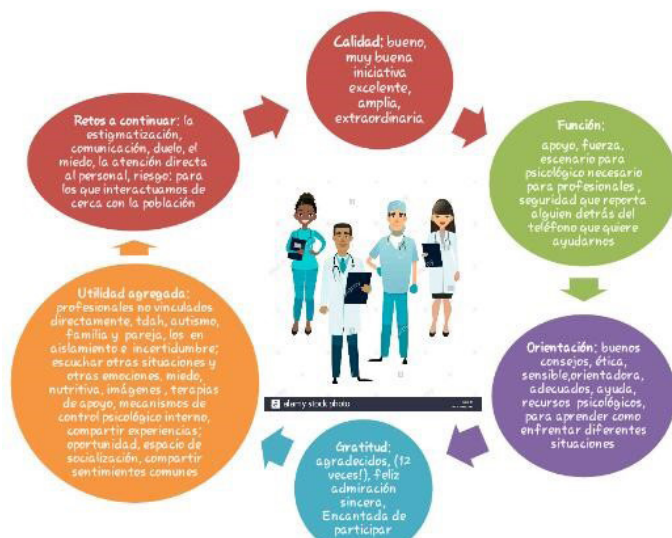 Calidad: bueno,
muy buena
iniciativa
excelente,
amplia,
extraordinaria
Función:
apoyo, fuerza,
escenario para
psicológico necesario
para profesionales ,
seguridad que reporta
alguien detrás del
teléfono que quiere
ayudarnos
Orientación: buenos
consejos, ética,
sensible,orientadora,
adecuados, ayuda,
recursos psicológicos,
para aprender como
enfrentar diferentes
situaciones
Gratitud:
agradecidos, (12
veces!), feliz
admiración
sincera,
Encantada de
participar
Utilidad agregada:
profesionales no vinculados
directamente, tdah, autismo,
familia y pareja, los en
aislamiento e incertidumbre;
escuchar otras situaciones y
otras emociones, miedo,
nutritiva, imágenes , terapias
de apoyo, mecanismos de
control psicológico interno,
compartir experiencias;
oportunidad, espacio de
socialización, compartir
sentimientos comunes
Retos a continuar: la
estigmatización,
comunicación, duelo, el
miedo, la atención directa
al personal, riesgo: para
los que interactuamos de
cerca con la población
a alamy stock photo